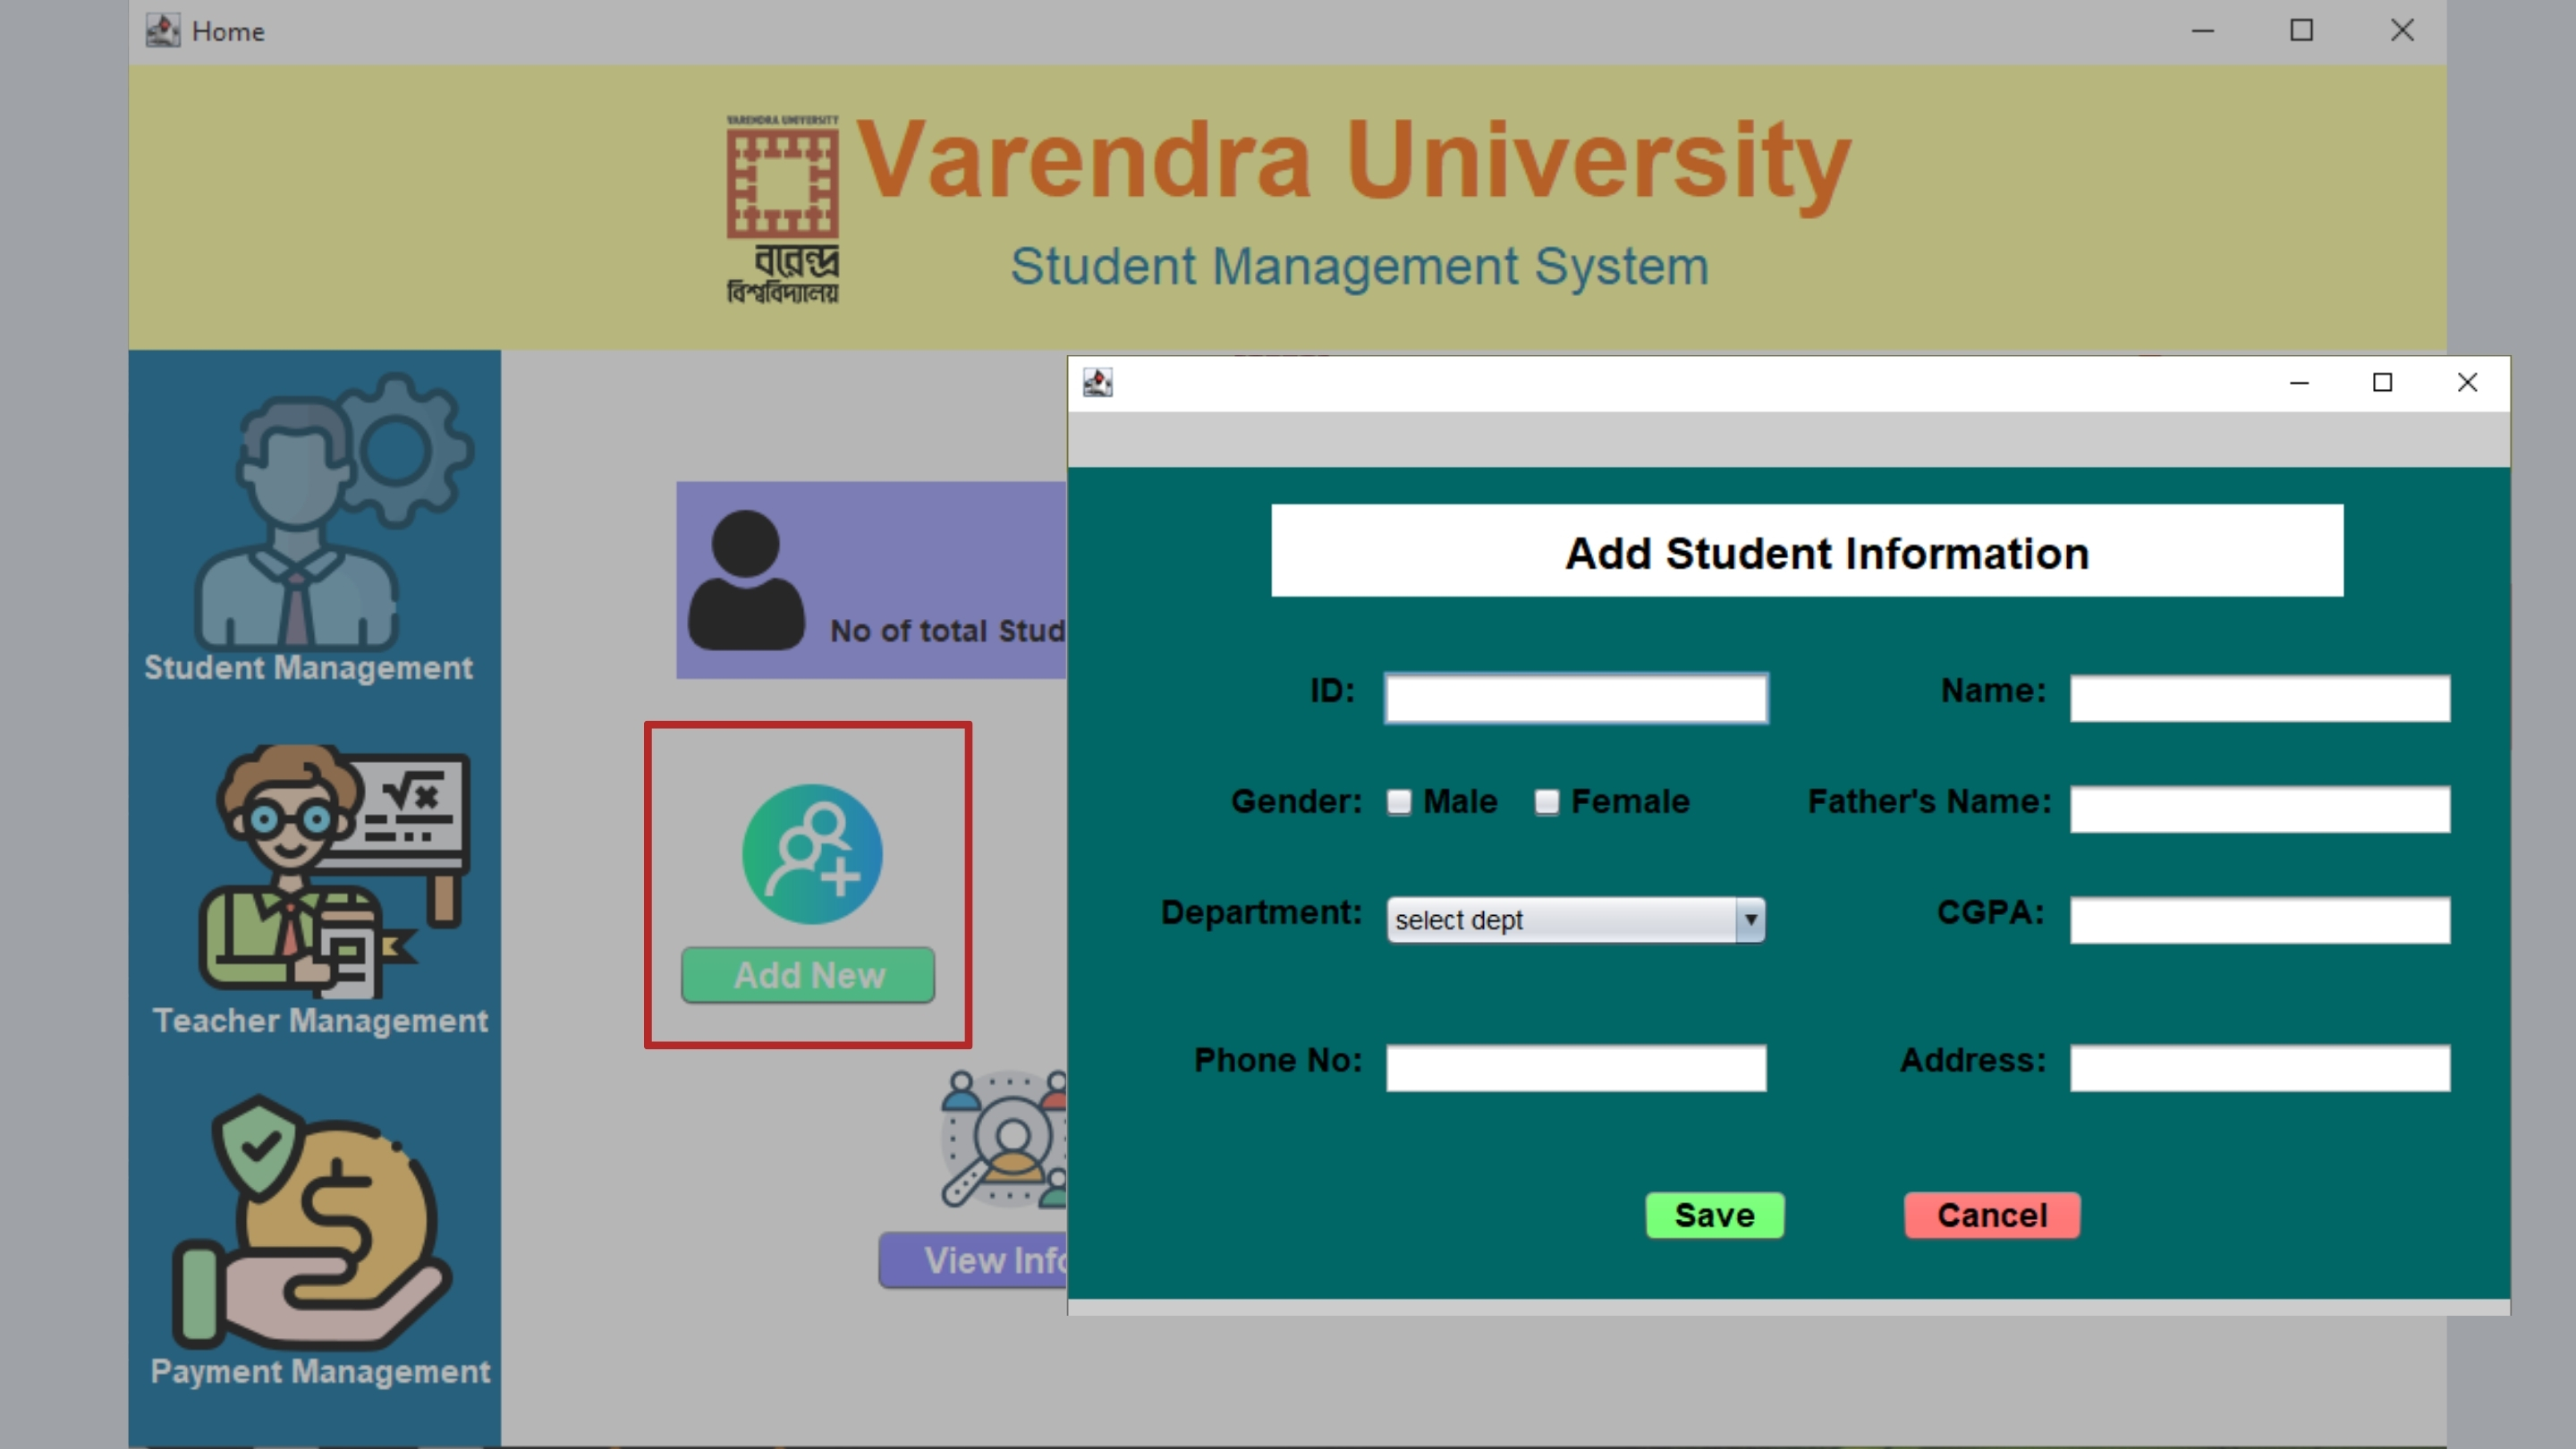 Home
VARENDRA UNIVERSITY
বরেন্দ্র
বিশ্ববিদ্যালয়
Varendra University
Student Management System
Student Management
Teacher Management
Payment Management
No of total Stud
Add New
View Info
Add Student Information
ID:
Name:
Gender: Male Female
Father's Name:
Department: select dept
CGPA:
Phone No:
Address:
Save
Cancel